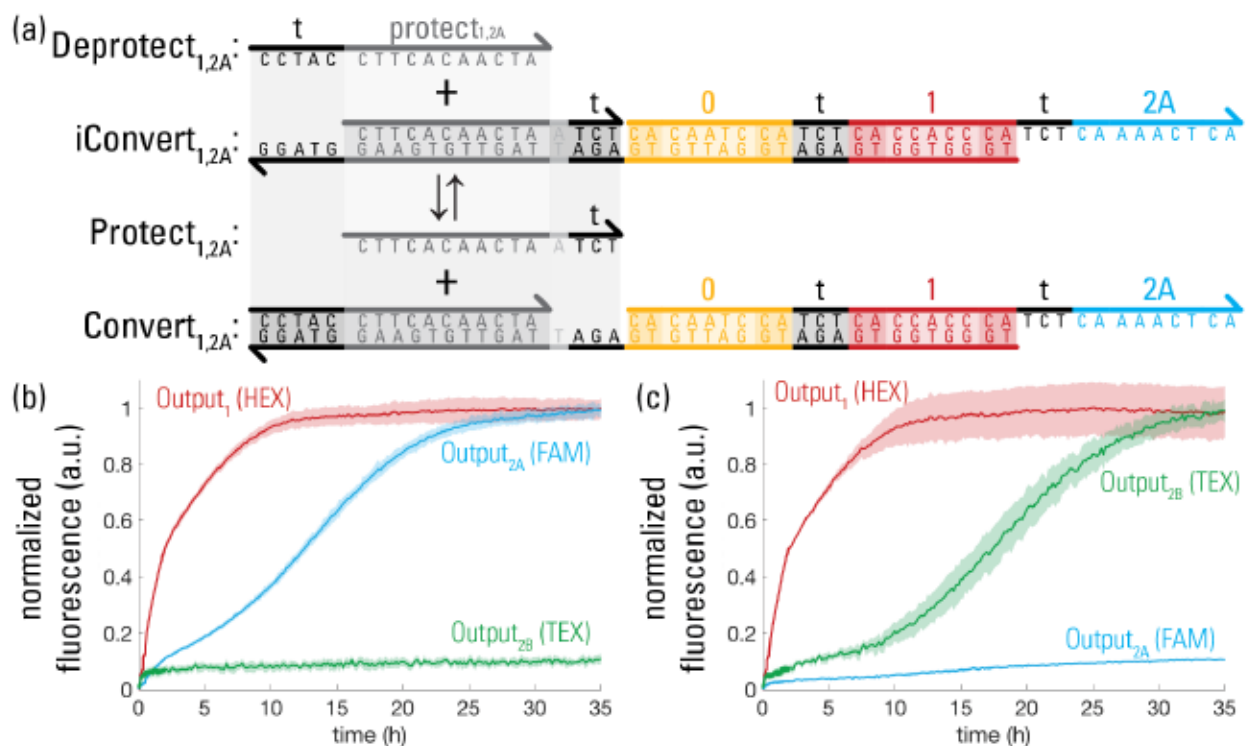 (a)
t protect1,2A
Deprotect1,2A:
CCTAC CTTCACAACTA
+
t 0 t 1 t 2A
iConvert1,2A:
CTTCACAACTA A TCT CACAATCCA TCT CACCACCCA TCT CAAAACTCA
GGATG GAAGTGTTGAT T AGA GTGTTAGGT AGA GTGGTGGGT
↓↑
t
Protect1,2A:
CTTCACAACTA A TCT
+
0 t 1 t 2A
Convert1,2A:
CCTAC CTTCACAACTA CACAATCCA TCT CACCACCCA TCT CAAAACTCA
GGATG GAAGTGTTGAT T AGA GTGTTAGGT AGA GTGGTGGGT
(b)
normalized
fluorescence (a.u.)
1
0.8
0.6
0.4
0.2
0
Output1 (HEX)
Output2A (FAM)
Output2B (TEX)
0 5 10 15 20 25 30 35
time (h)
(c)
normalized
fluorescence (a.u.)
1
0.8
0.6
0.4
0.2
0
Output1 (HEX)
Output2B (TEX)
Output2A (FAM)
0 5 10 15 20 25 30 35
time (h)